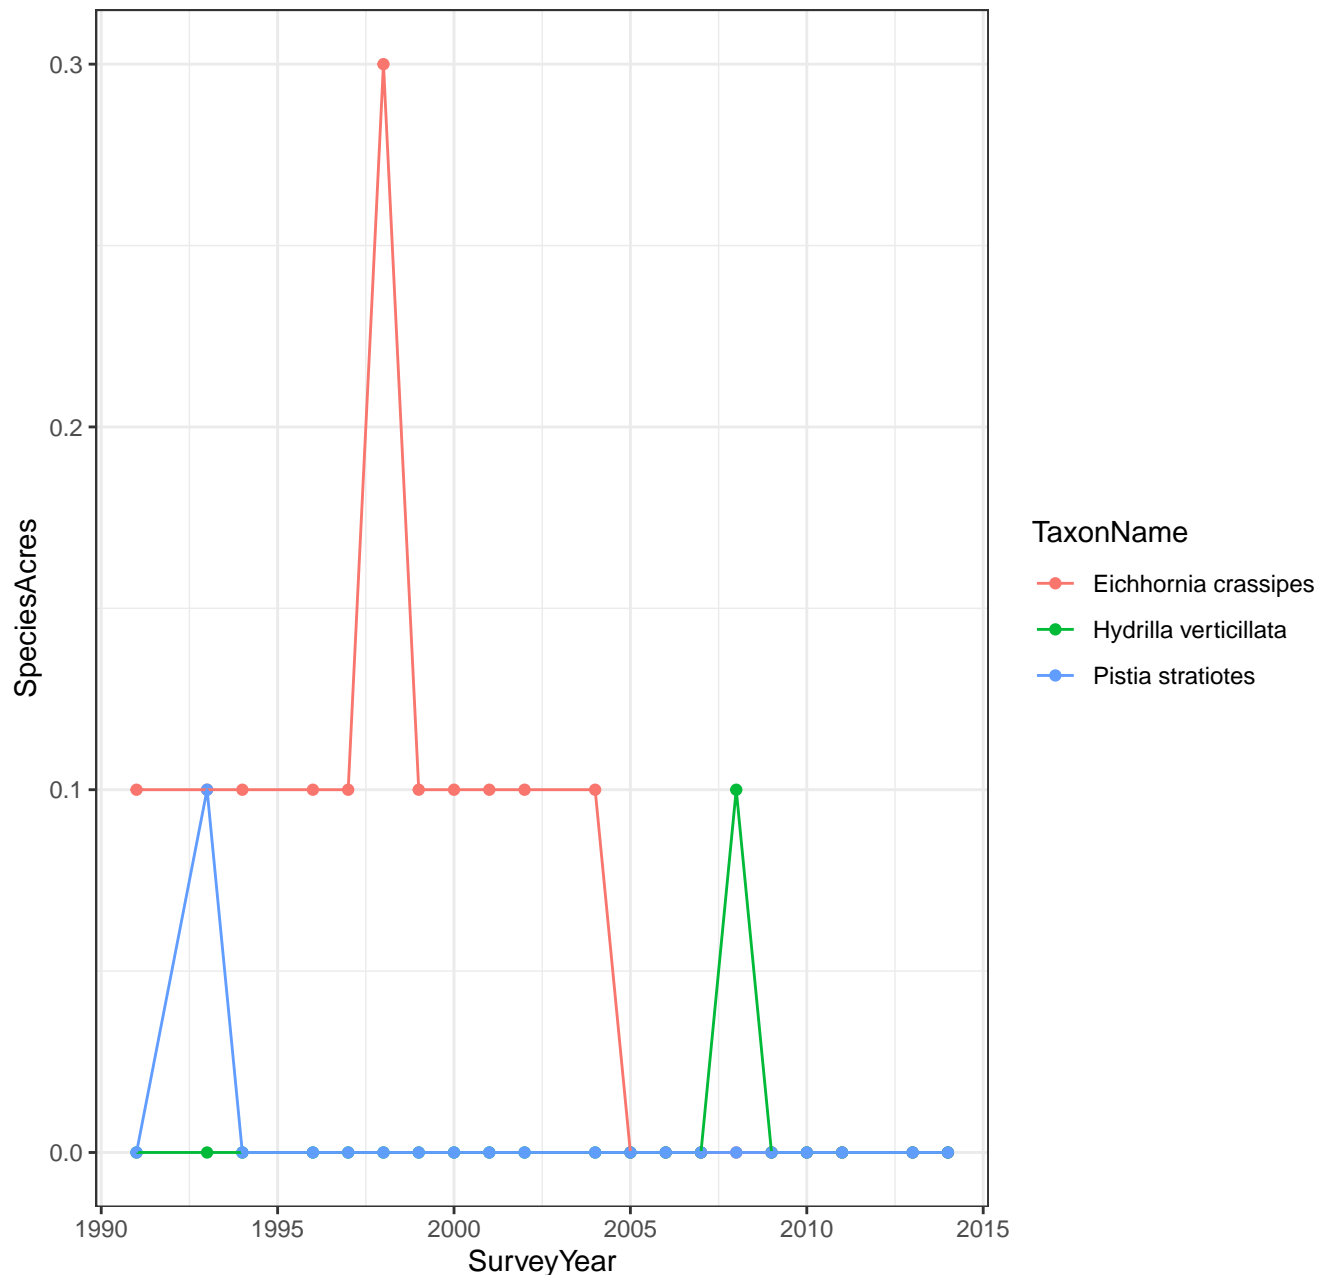 0.3
0.2
0.1
0.0
SpeciesAcres
1990 1995 2000 2005 2010 2015
SurveyYear
TaxonName
Eichhornia crassipes
Hydrilla verticillata
Pistia stratiotes